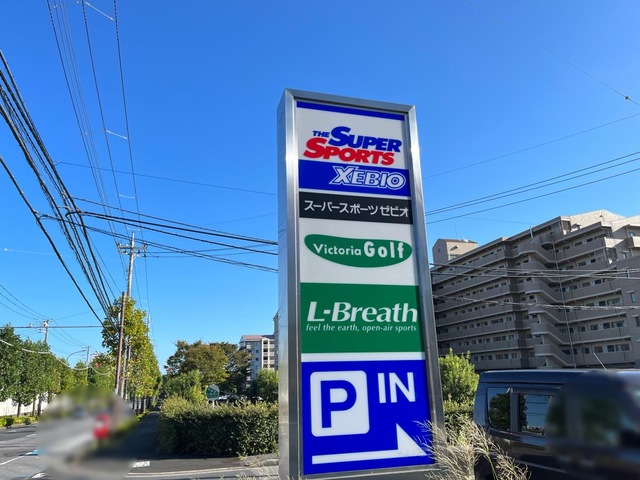 THE SUPER
SPORTS
XEBIO
スーパースポーツゼビオ
Victoria Golf
L-Breath
feel the earth, open-air sports
P IN